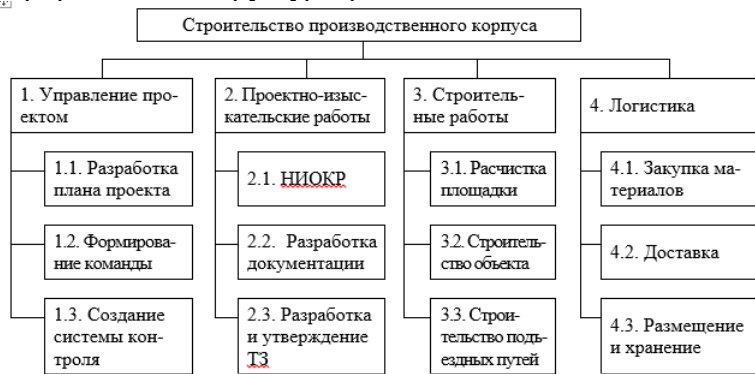 Строительство производственного корпуса
1. Управление про-
ектом
1.1. Разработка
плана проекта
1.2. Формирова-
ние команды
1.3. Создание
системы кон-
троля
2. Проектно-изыс-
кательские работы
2.1. НИОКР
2.2. Разработка
документации
2.3. Разработка
и утверждение
ТЗ
3. Строитель-
ные работы
3.1. Расчистка
площадки
3.2. Строитель-
ство объекта
3.3. Строи-
тельство подъ-
ездных путей
4. Логистика
4.1. Закупка ма-
териалов
4.2. Доставка
4.3. Размещение
и хранение